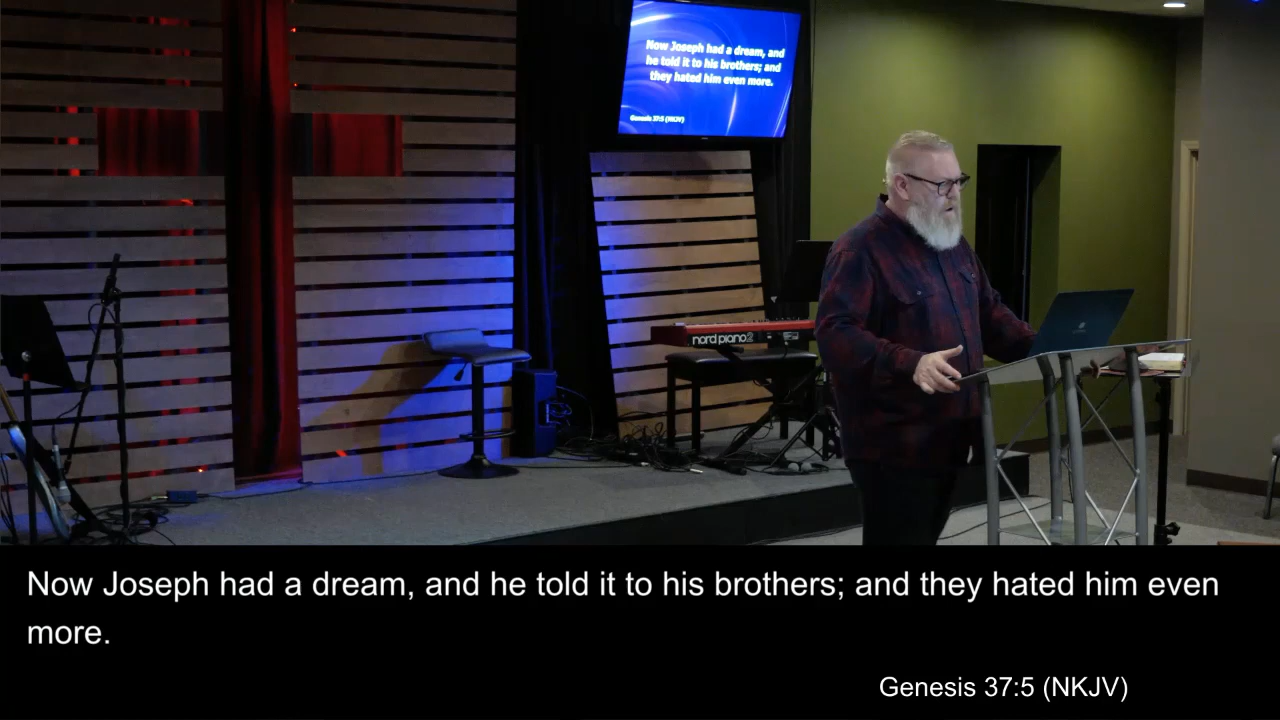 Now Joseph had a dream, and
he told it to his brothers; and
they hated him even more.
Genesis 37:5 (NKJV)
nord piano2
Now Joseph had a dream, and he told it to his brothers; and they hated him even
more.
Genesis 37:5 (NKJV)